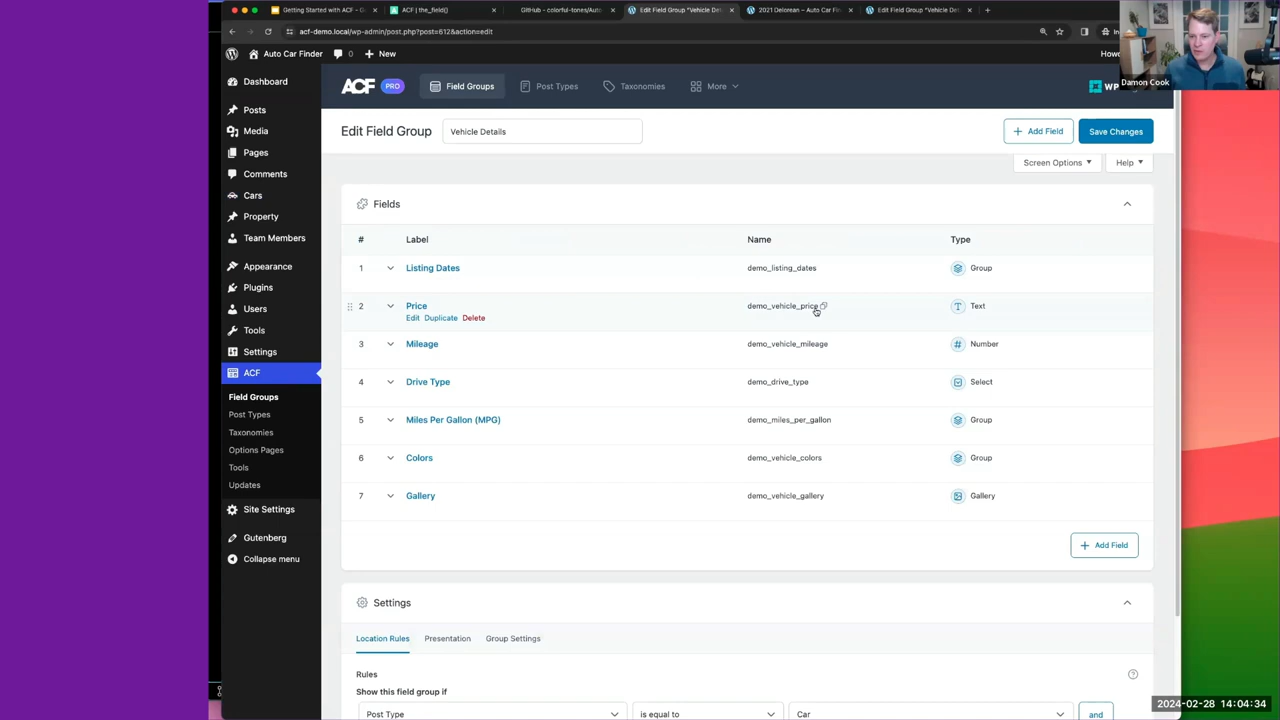 Getting Started with ACF - G
ACF | the_field()
GitHub - colorful-tones/Auto
Edit Field Group "Vehicle Det
2021 Delorean – Auto Car Fin
Edit Field Group "Vehicle De
acf-demo.local/wp-admin/post.php?post=612&action=edit
Auto Car Finder
0
New
Howd
Damon Cook
Dashboard
Posts
Media
Pages
Comments
Cars
Property
Team Members
Appearance
Plugins
Users
Tools
Settings
ACF
Field Groups
Post Types
Taxonomies
Options Pages
Tools
Updates
Site Settings
Gutenberg
Collapse menu
ACF PRO
Field Groups
Post Types
Taxonomies
More
WP
Edit Field Group
Vehicle Details
+ Add Field
Save Changes
Screen Options
Help
Fields
# Label Name Type
1 Listing Dates demo_listing_dates Group
2 Price demo_vehicle_price Text
Edit Duplicate Delete
3 Mileage demo_vehicle_mileage Number
4 Drive Type demo_drive_type Select
5 Miles Per Gallon (MPG) demo_miles_per_gallon Group
6 Colors demo_vehicle_colors Group
7 Gallery demo_vehicle_gallery Gallery
+ Add Field
Settings
Location Rules Presentation Group Settings
Rules
Show this field group if
Post Type is equal to Car and
2024-02-28 14:04:34